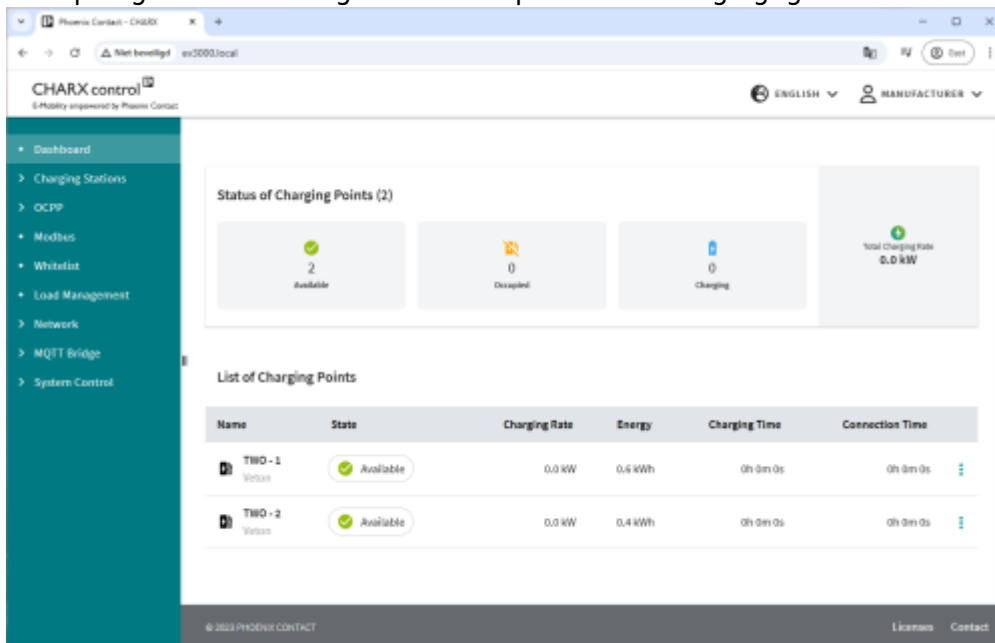 Phoenix Contact - CHARX
Niet beveiligd ev3000.local
Gast
CHARX control
E-Mobility empowered by Phoenix Contact
ENGLISH
MANUFACTURER
Dashboard
Charging Stations
OCPP
Modbus
Whitelist
Load Management
Network
MQTT Bridge
System Control
Status of Charging Points (2)
2
Available
0
Occupied
0
Charging
Total Charging Rate
0.0 kW
List of Charging Points
Name State Charging Rate Energy Charging Time Connection Time
TWO - 1 Available 0.0 kW 0.6 kWh 0h 0m 0s 0h 0m 0s
Veton
TWO - 2 Available 0.0 kW 0.4 kWh 0h 0m 0s 0h 0m 0s
Veton
© 2023 PHOENIX CONTACT Licenses Contact